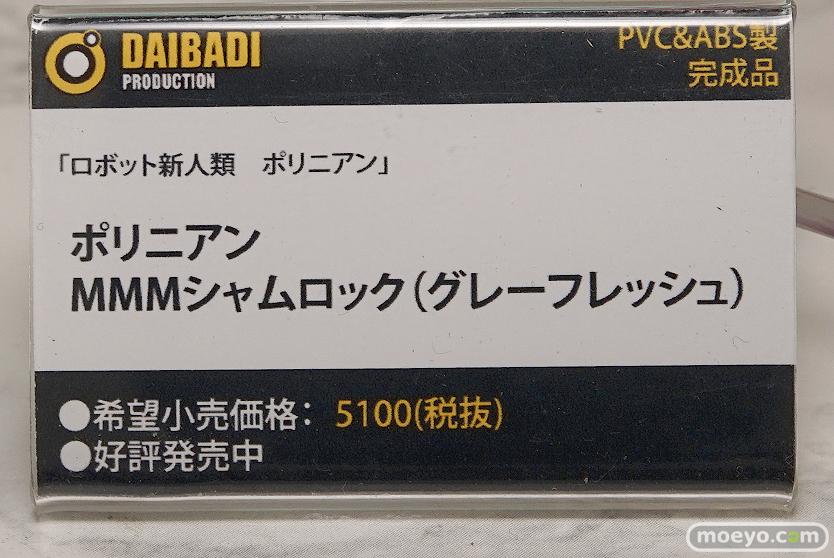 DAIBADI
PRODUCTION
PVC&ABS製
完成品
「ロボット新人類　ポリニアン」
ポリニアン
MMMシャムロック（グレーフレッシュ）
●希望小売価格：5100(税抜)
●好評発売中
moeyo.com